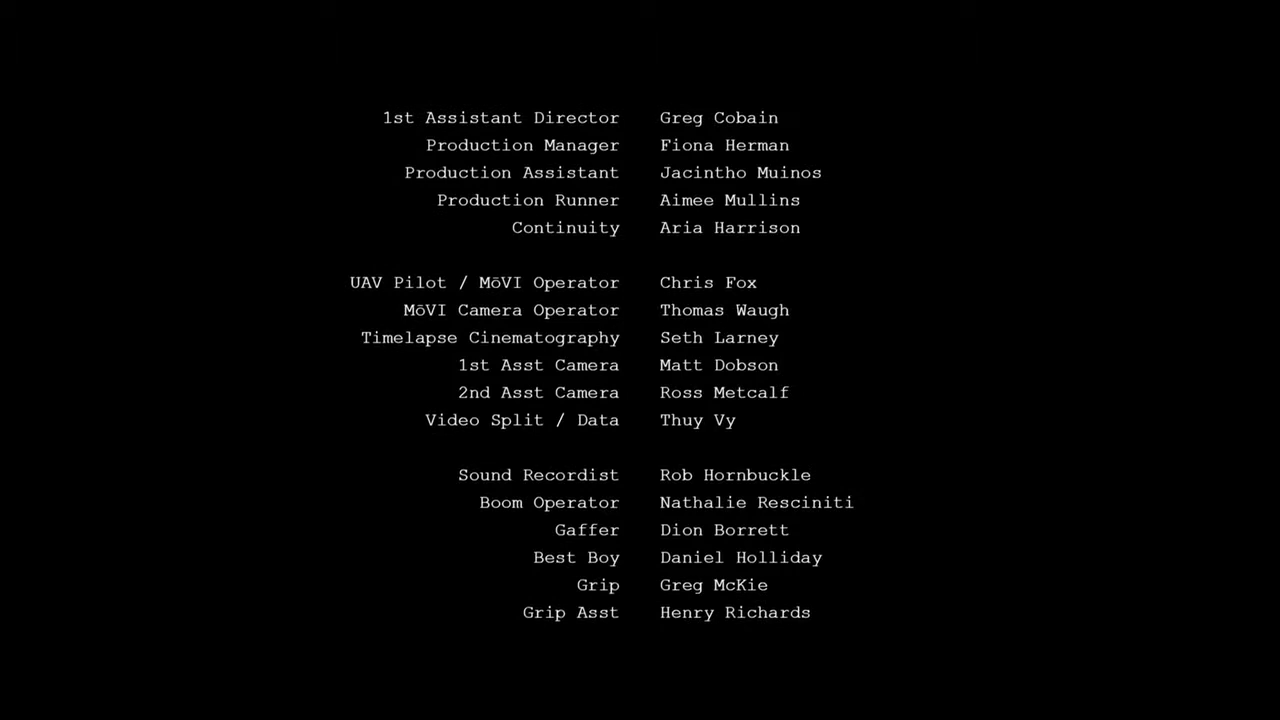 1st Assistant Director Greg Cobain
Production Manager Fiona Herman
Production Assistant Jacintho Muinos
Production Runner Aimee Mullins
Continuity Aria Harrison
UAV Pilot / MōVI Operator Chris Fox
MōVI Camera Operator Thomas Waugh
Timelapse Cinematography Seth Larney
1st Asst Camera Matt Dobson
2nd Asst Camera Ross Metcalf
Video Split / Data Thuy Vy
Sound Recordist Rob Hornbuckle
Boom Operator Nathalie Resciniti
Gaffer Dion Borrett
Best Boy Daniel Holliday
Grip Greg McKie
Grip Asst Henry Richards